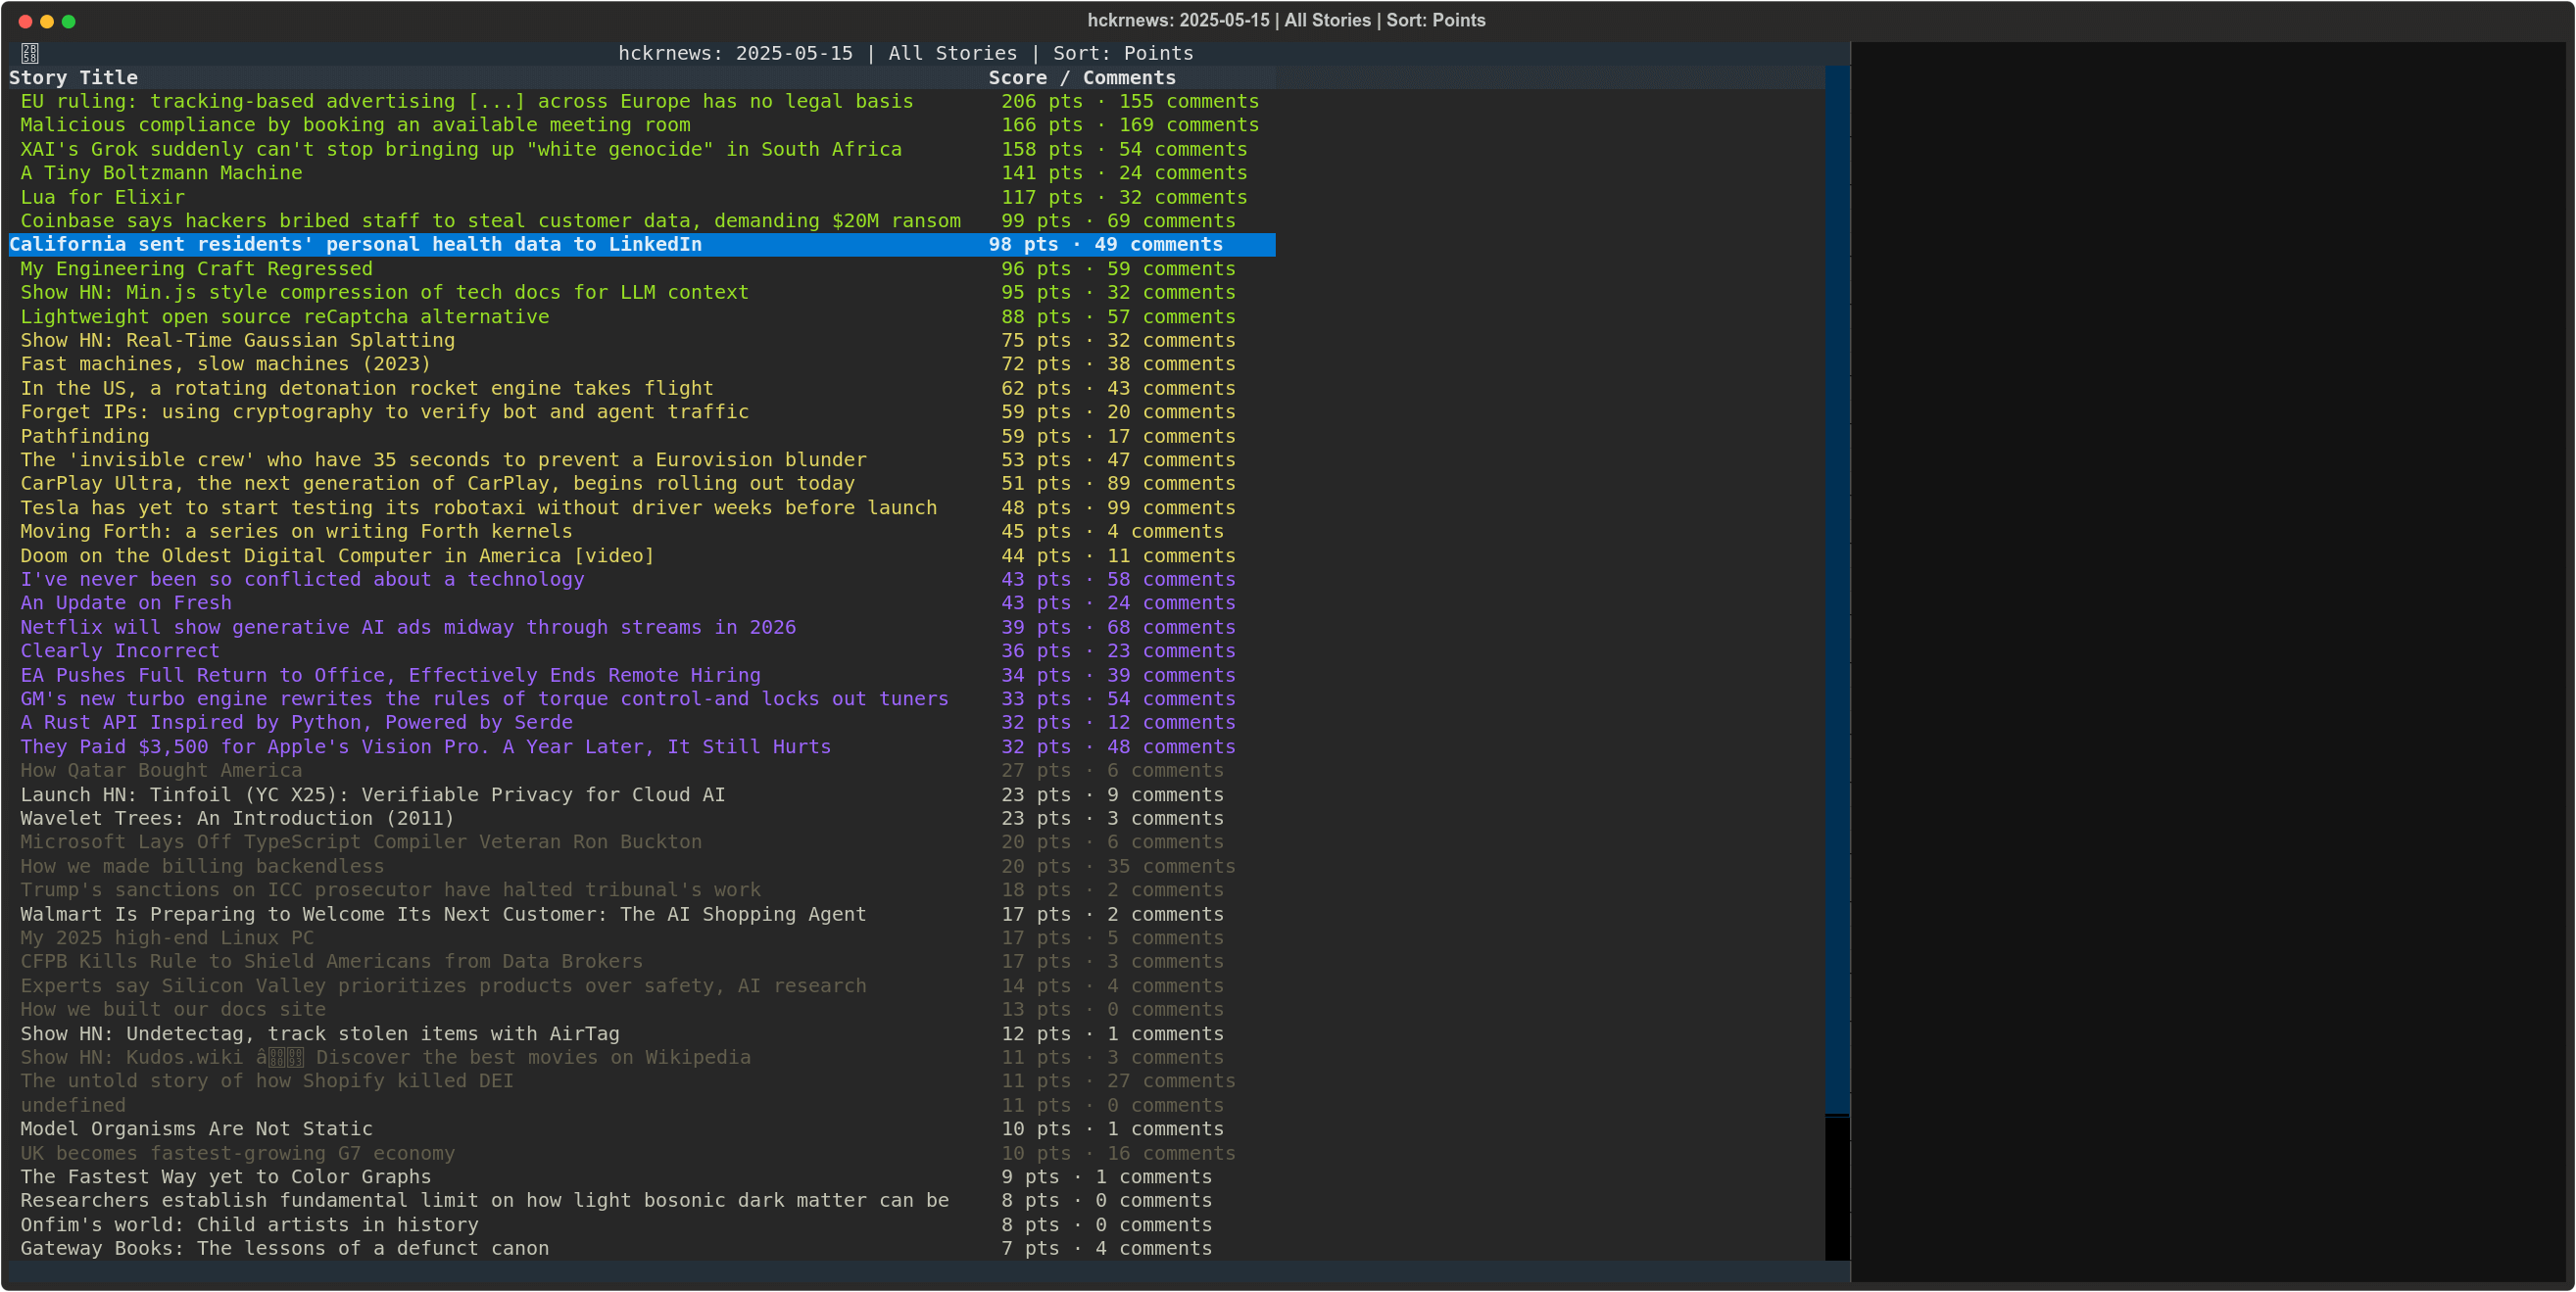 hckrnews: 2025-05-15 | All Stories | Sort: Points
hckrnews: 2025-05-15 | All Stories | Sort: Points
Story Title Score / Comments
EU ruling: tracking-based advertising [...] across Europe has no legal basis 206 pts · 155 comments
Malicious compliance by booking an available meeting room 166 pts · 169 comments
XAI's Grok suddenly can't stop bringing up "white genocide" in South Africa 158 pts · 54 comments
A Tiny Boltzmann Machine 141 pts · 24 comments
Lua for Elixir 117 pts · 32 comments
Coinbase says hackers bribed staff to steal customer data, demanding $20M ransom 99 pts · 69 comments
California sent residents' personal health data to LinkedIn 98 pts · 49 comments
My Engineering Craft Regressed 96 pts · 59 comments
Show HN: Min.js style compression of tech docs for LLM context 95 pts · 32 comments
Lightweight open source reCaptcha alternative 88 pts · 57 comments
Show HN: Real-Time Gaussian Splatting 75 pts · 32 comments
Fast machines, slow machines (2023) 72 pts · 38 comments
In the US, a rotating detonation rocket engine takes flight 62 pts · 43 comments
Forget IPs: using cryptography to verify bot and agent traffic 59 pts · 20 comments
Pathfinding 59 pts · 17 comments
The 'invisible crew' who have 35 seconds to prevent a Eurovision blunder 53 pts · 47 comments
CarPlay Ultra, the next generation of CarPlay, begins rolling out today 51 pts · 89 comments
Tesla has yet to start testing its robotaxi without driver weeks before launch 48 pts · 99 comments
Moving Forth: a series on writing Forth kernels 45 pts · 4 comments
Doom on the Oldest Digital Computer in America [video] 44 pts · 11 comments
I've never been so conflicted about a technology 43 pts · 58 comments
An Update on Fresh 43 pts · 24 comments
Netflix will show generative AI ads midway through streams in 2026 39 pts · 68 comments
Clearly Incorrect 36 pts · 23 comments
EA Pushes Full Return to Office, Effectively Ends Remote Hiring 34 pts · 39 comments
GM's new turbo engine rewrites the rules of torque control-and locks out tuners 33 pts · 54 comments
A Rust API Inspired by Python, Powered by Serde 32 pts · 12 comments
They Paid $3,500 for Apple's Vision Pro. A Year Later, It Still Hurts 32 pts · 48 comments
How Qatar Bought America 27 pts · 6 comments
Launch HN: Tinfoil (YC X25): Verifiable Privacy for Cloud AI 23 pts · 9 comments
Wavelet Trees: An Introduction (2011) 23 pts · 3 comments
Microsoft Lays Off TypeScript Compiler Veteran Ron Buckton 20 pts · 6 comments
How we made billing backendless 20 pts · 35 comments
Trump's sanctions on ICC prosecutor have halted tribunal's work 18 pts · 2 comments
Walmart Is Preparing to Welcome Its Next Customer: The AI Shopping Agent 17 pts · 2 comments
My 2025 high-end Linux PC 17 pts · 5 comments
CFPB Kills Rule to Shield Americans from Data Brokers 17 pts · 3 comments
Experts say Silicon Valley prioritizes products over safety, AI research 14 pts · 4 comments
How we built our docs site 13 pts · 0 comments
Show HN: Undetectag, track stolen items with AirTag 12 pts · 1 comments
Show HN: Kudos.wiki â Discover the best movies on Wikipedia 11 pts · 3 comments
The untold story of how Shopify killed DEI 11 pts · 27 comments
undefined 11 pts · 0 comments
Model Organisms Are Not Static 10 pts · 1 comments
UK becomes fastest-growing G7 economy 10 pts · 16 comments
The Fastest Way yet to Color Graphs 9 pts · 1 comments
Researchers establish fundamental limit on how light bosonic dark matter can be 8 pts · 0 comments
Onfim's world: Child artists in history 8 pts · 0 comments
Gateway Books: The lessons of a defunct canon 7 pts · 4 comments